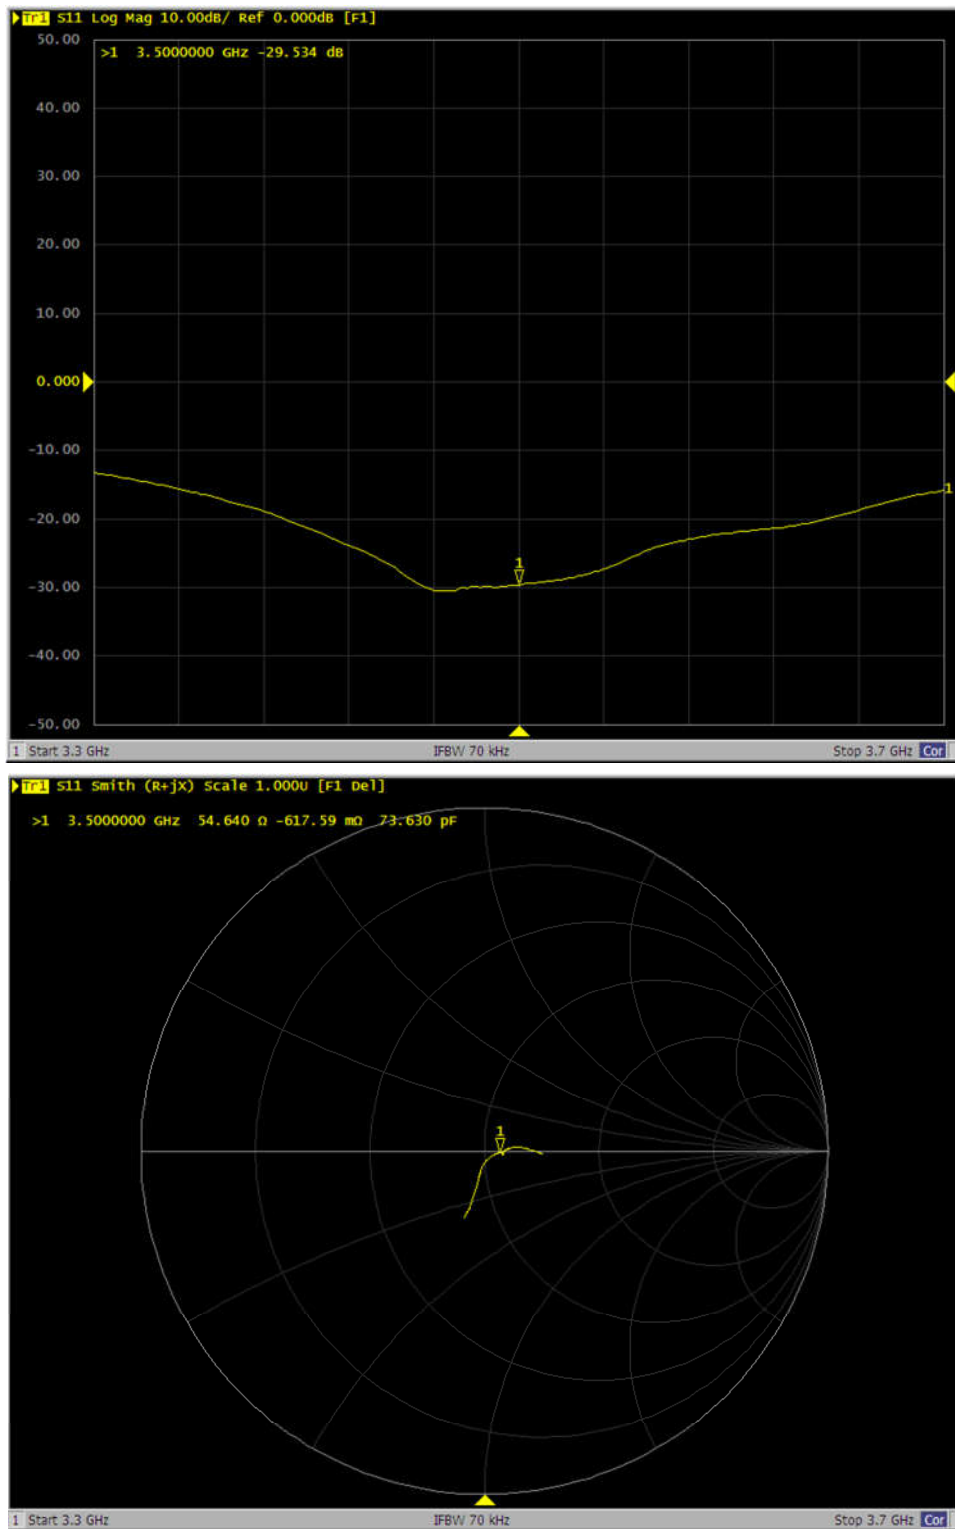 Tr1 S11 Log Mag 10.00dB/ Ref 0.000dB [F1]
50.00
>1 3.5000000 GHz -29.534 dB
40.00
30.00
20.00
10.00
0.000
-10.00
1
-20.00
1
-30.00
-40.00
-50.00
1 Start 3.3 GHz IFBW 70 kHz Stop 3.7 GHz Cor
Tr1 S11 Smith (R+jX) Scale 1.000U [F1 Del]
>1 3.5000000 GHz 54.640 Ω -617.59 mΩ 73.630 pF
1
1 Start 3.3 GHz IFBW 70 kHz Stop 3.7 GHz Cor